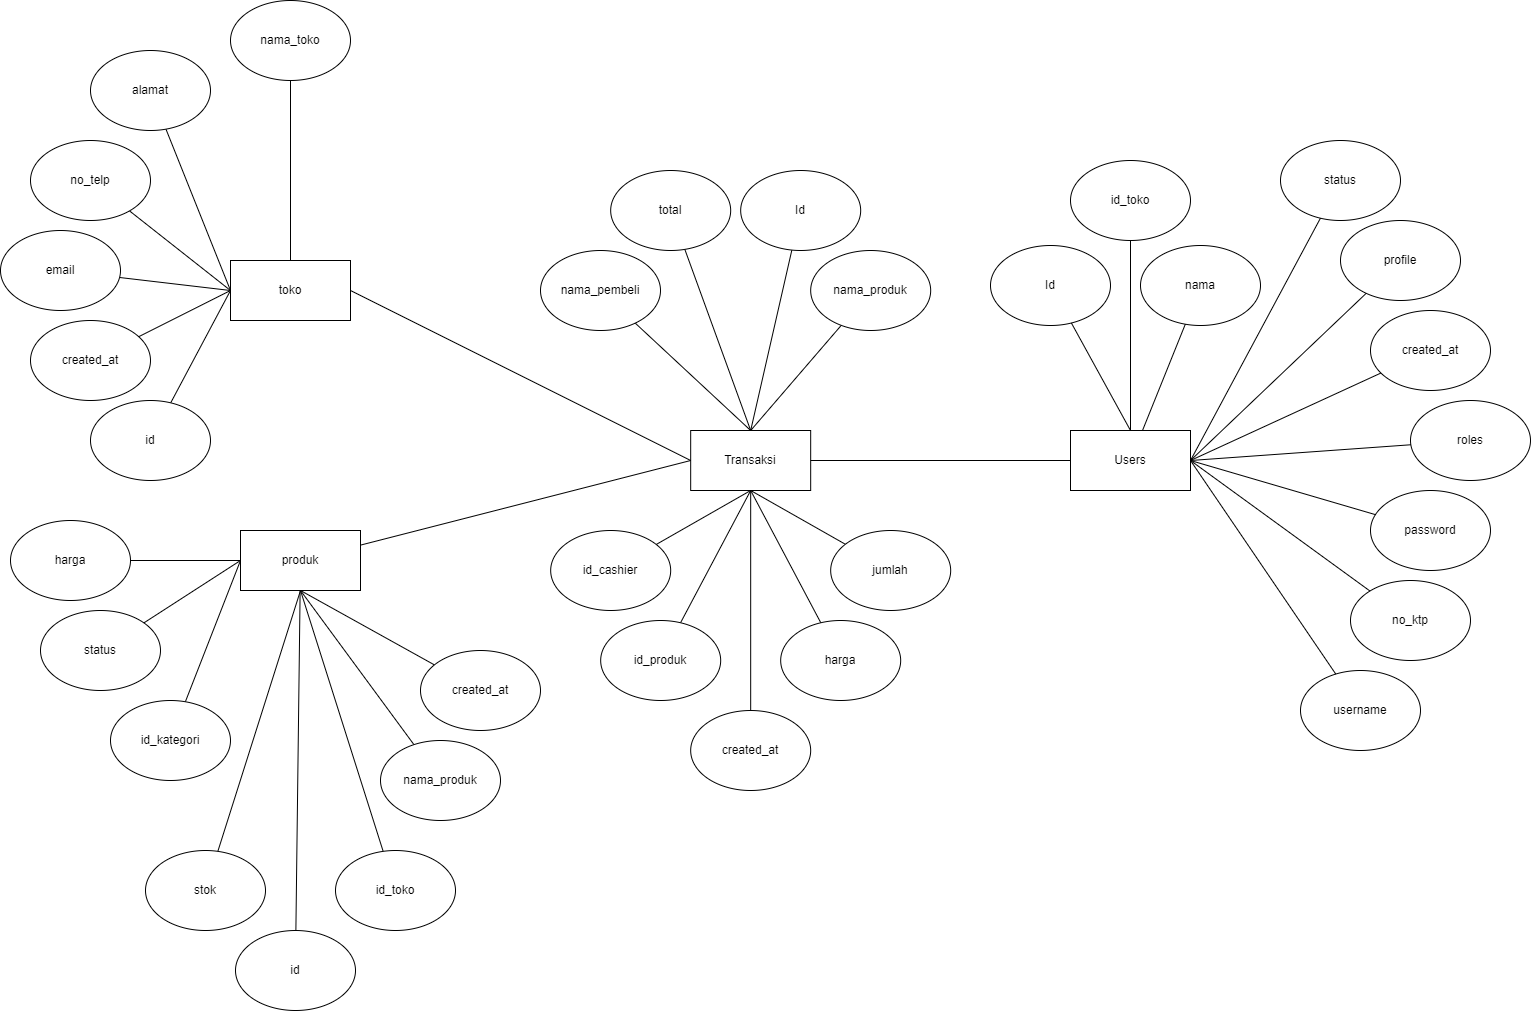 nama_toko
alamat
no_telp
email
created_at
id
toko
nama_pembeli
total
Id
nama_produk
Transaksi
id_cashier
id_produk
created_at
harga
jumlah
Id
id_toko
nama
Users
status
profile
created_at
roles
password
no_ktp
username
produk
harga
status
id_kategori
stok
id
id_toko
nama_produk
created_at